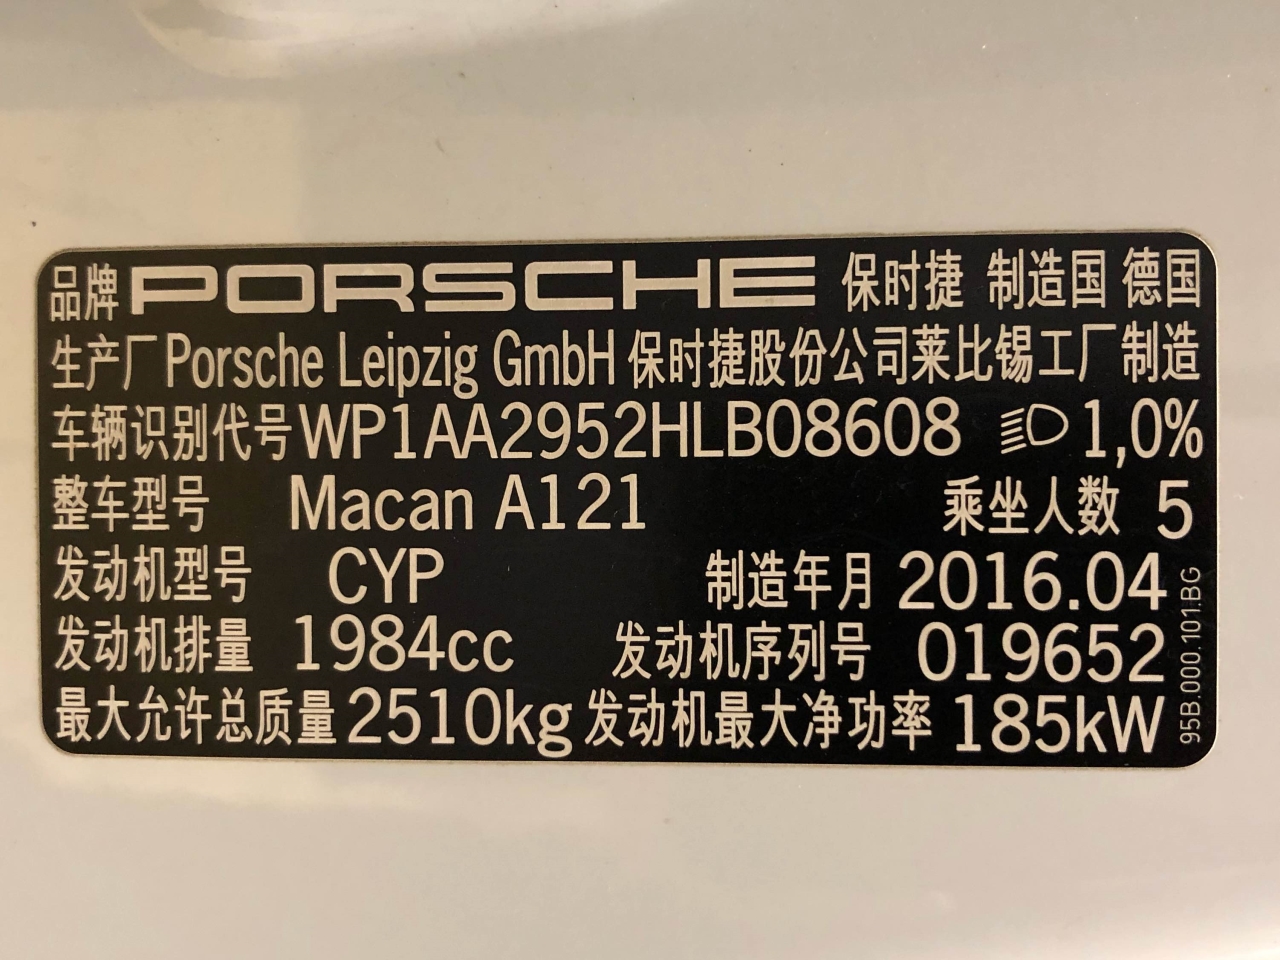 品牌 PORSCHE 保时捷 制造国 德国
生产厂 Porsche Leipzig GmbH 保时捷股份公司莱比锡工厂制造
车辆识别代号 WP1AA2952HLB08608 1,0%
整车型号 Macan A121 乘坐人数 5
发动机型号 CYP 制造年月 2016.04
发动机排量 1984cc 发动机序列号 019652
最大允许总质量 2510kg 发动机最大净功率 185kW
95B.000.101.BG